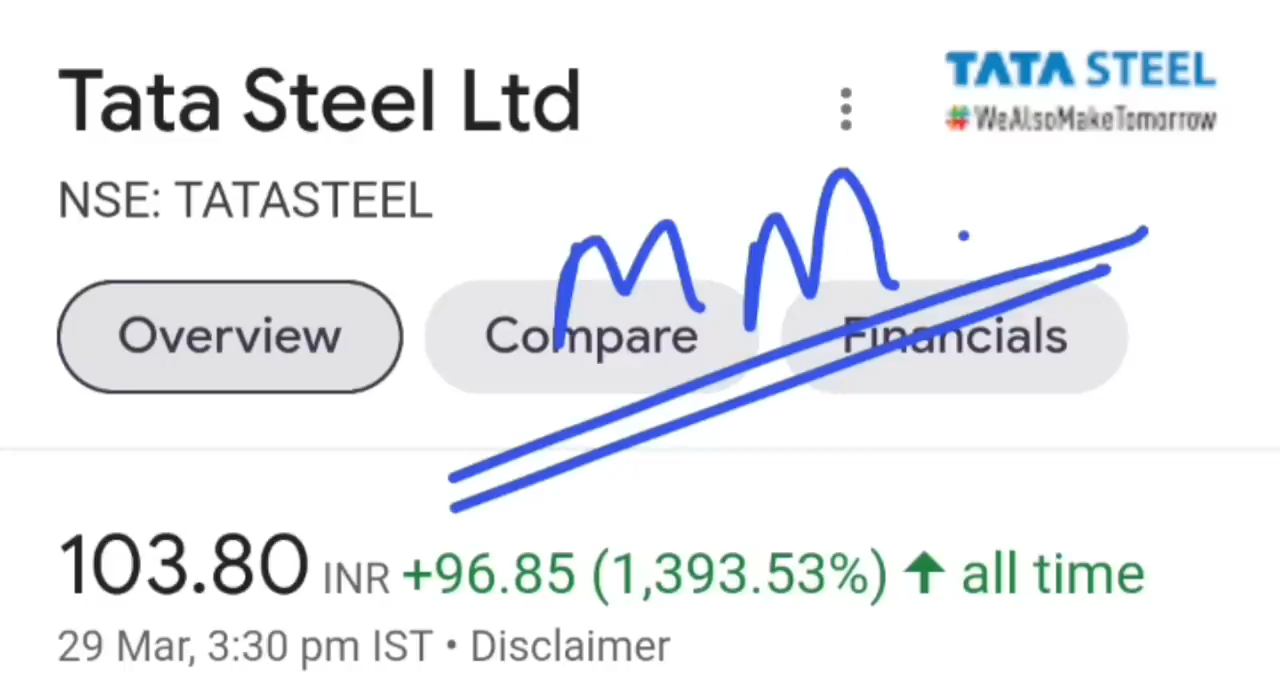 Tata Steel Ltd
TATA STEEL
#WeAlsoMakeTomorrow
NSE: TATASTEEL
MM.
Overview Compare Financials
103.80 INR +96.85 (1,393.53%) ↑ all time
29 Mar, 3:30 pm IST • Disclaimer